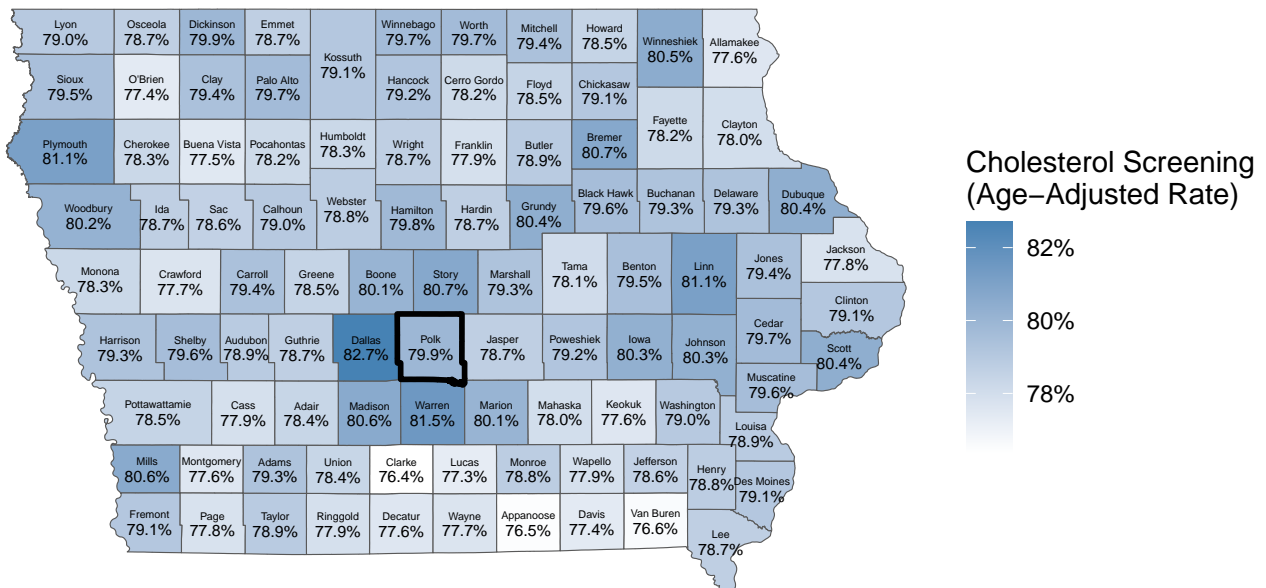 Lyon
79.0%
Osceola
78.7%
Dickinson
79.9%
Emmet
78.7%
Kossuth
79.1%
Winnebago
79.7%
Worth
79.7%
Mitchell
79.4%
Howard
78.5%
Winneshiek
80.5%
Allamakee
77.6%
Sioux
79.5%
O'Brien
77.4%
Clay
79.4%
Palo Alto
79.7%
Hancock
79.2%
Cerro Gordo
78.2%
Floyd
78.5%
Chickasaw
79.1%
Fayette
78.2%
Clayton
78.0%
Plymouth
81.1%
Cherokee
78.3%
Buena Vista
77.5%
Pocahontas
78.2%
Humboldt
78.3%
Wright
78.7%
Franklin
77.9%
Butler
78.9%
Bremer
80.7%
Woodbury
80.2%
Ida
78.7%
Sac
78.6%
Calhoun
79.0%
Webster
78.8%
Hamilton
79.8%
Hardin
78.7%
Grundy
80.4%
Black Hawk
79.6%
Buchanan
79.3%
Delaware
79.3%
Dubuque
80.4%
Monona
78.3%
Crawford
77.7%
Carroll
79.4%
Greene
78.5%
Boone
80.1%
Story
80.7%
Marshall
79.3%
Tama
78.1%
Benton
79.5%
Linn
81.1%
Jones
79.4%
Jackson
77.8%
Clinton
79.1%
Harrison
79.3%
Shelby
79.6%
Audubon
78.9%
Guthrie
78.7%
Dallas
82.7%
Polk
79.9%
Jasper
78.7%
Poweshiek
79.2%
Iowa
80.3%
Johnson
80.3%
Cedar
79.7%
Scott
80.4%
Muscatine
79.6%
Pottawattamie
78.5%
Cass
77.9%
Adair
78.4%
Madison
80.6%
Warren
81.5%
Marion
80.1%
Mahaska
78.0%
Keokuk
77.6%
Washington
79.0%
Louisa
78.9%
Mills
80.6%
Montgomery
77.6%
Adams
79.3%
Union
78.4%
Clarke
76.4%
Lucas
77.3%
Monroe
78.8%
Wapello
77.9%
Jefferson
78.6%
Henry
78.8%
Des Moines
79.1%
Fremont
79.1%
Page
77.8%
Taylor
78.9%
Ringgold
77.9%
Decatur
77.6%
Wayne
77.7%
Appanoose
76.5%
Davis
77.4%
Van Buren
76.6%
Lee
78.7%
Cholesterol Screening
(Age−Adjusted Rate)
82%
80%
78%